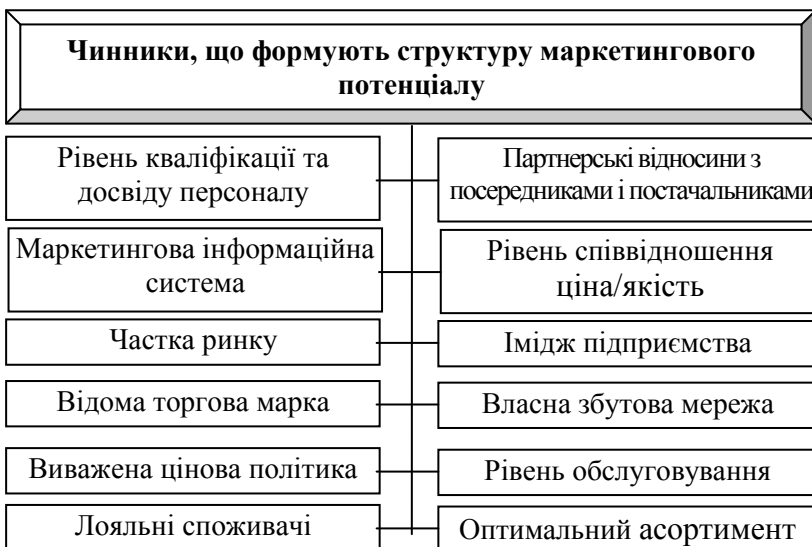 Чинники, що формують структуру маркетингового
потенціалу
Рівень кваліфікації та
досвіду персоналу
Партнерські відносини з
посередниками і постачальниками
Маркетингова інформаційна
система
Рівень співвідношення
ціна/якість
Частка ринку
Імідж підприємства
Відома торгова марка
Власна збутова мережа
Виважена цінова політика
Рівень обслуговування
Лояльні споживачі
Оптимальний асортимент